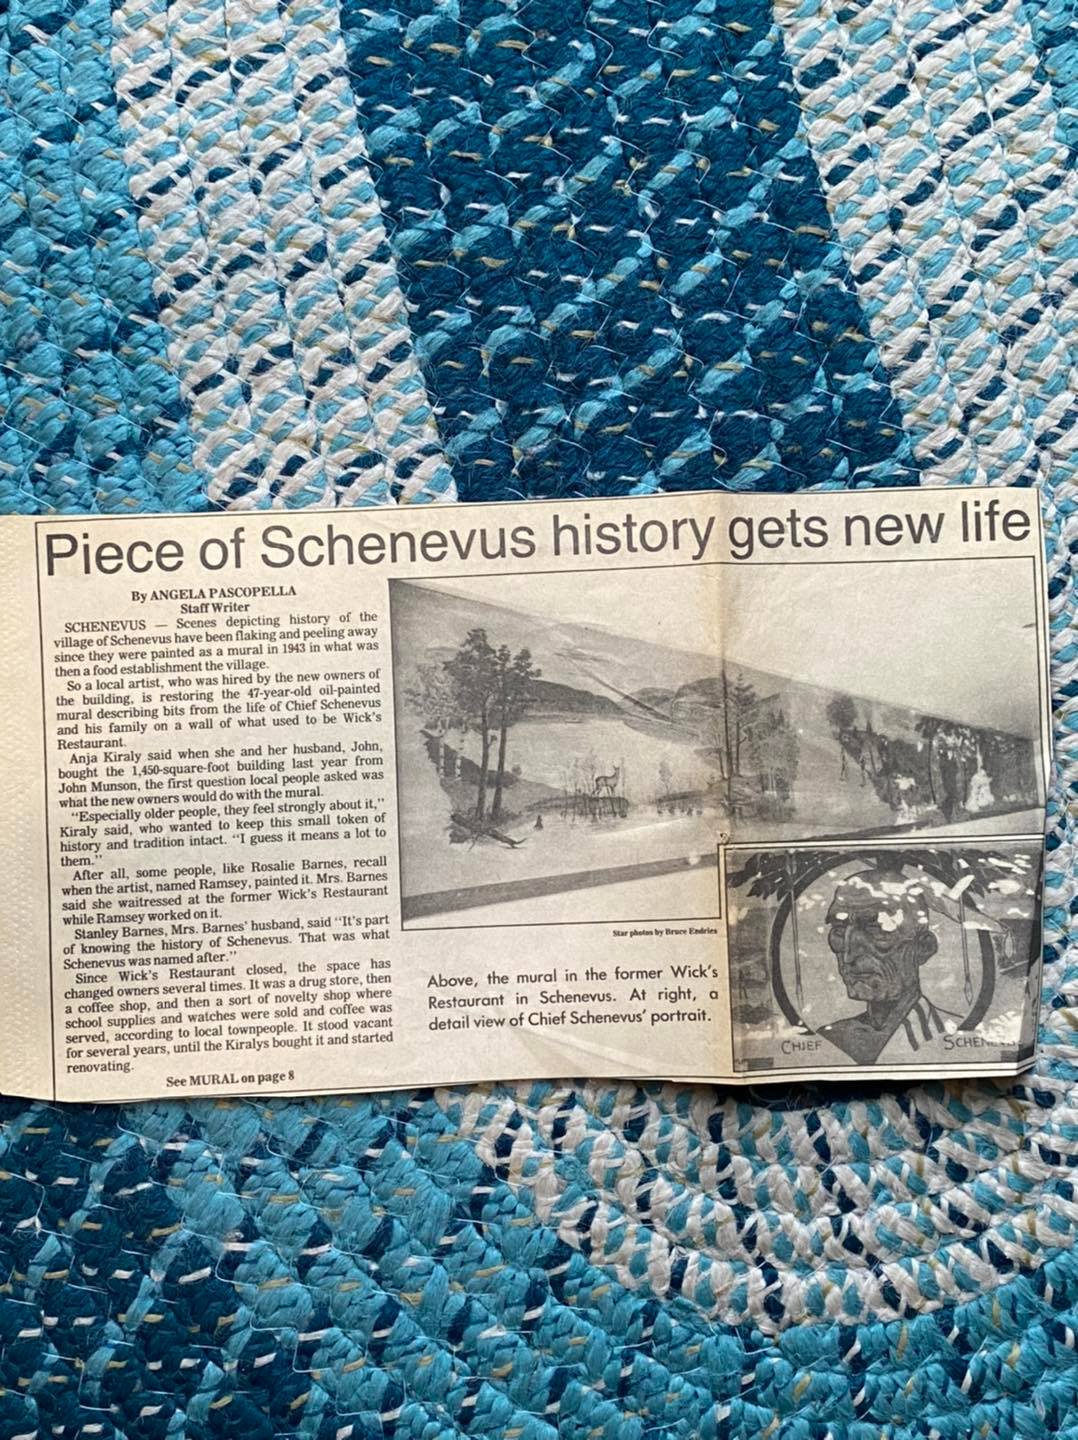 Piece of Schenevus history gets new life
By ANGELA PASCOPELLA
Staff Writer
SCHENEVUS — Scenes depicting history of the
village of Schenevus have been flaking and peeling away
since they were painted as a mural in 1943 in what was
then a food establishment the village.
So a local artist, who was hired by the new owners of
the building, is restoring the 47-year-old oil-painted
mural describing bits from the life of Chief Schenevus
and his family on a wall of what used to be Wick's
Restaurant.
Anja Kiraly said when she and her husband, John,
bought the 1,450-square-foot building last year from
John Munson, the first question local people asked was
what the new owners would do with the mural.
"Especially older people, they feel strongly about it,"
Kiraly said, who wanted to keep this small token of
history and tradition intact. "I guess it means a lot to
them."
After all, some people, like Rosalie Barnes, recall
when the artist, named Ramsey, painted it. Mrs. Barnes
said she waitressed at the former Wick's Restaurant
while Ramsey worked on it.
Stanley Barnes, Mrs. Barnes' husband, said "It's part
of knowing the history of Schenevus. That was what
Schenevus was named after."
Since Wick's Restaurant closed, the space has
changed owners several times. It was a drug store, then
a coffee shop, and then a sort of novelty shop where
school supplies and watches were sold and coffee was
served, according to local townpeople. It stood vacant
for several years, until the Kiralys bought it and started
renovating.
See MURAL on page 8
Star photos by Bruce Endries
Above, the mural in the former Wick's
Restaurant in Schenevus. At right, a
detail view of Chief Schenevus' portrait.
CHIEF